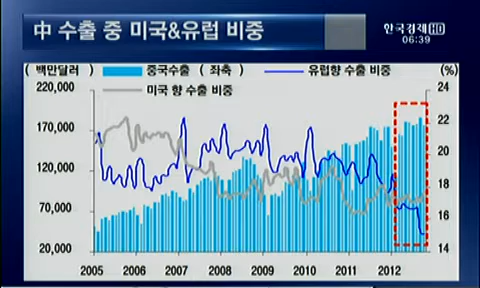 中 수출 중 미국&유럽 비중
한국경제HD
06:39
( 백만달러 ) 중국수출 ( 좌축 ) 유럽향 수출 비중 (%)
미국 향 수출 비중
220,000 24
22
170,000
20
120,000
18
70,000 16
20,000 14
2005 2006 2007 2008 2009 2010 2011 2012